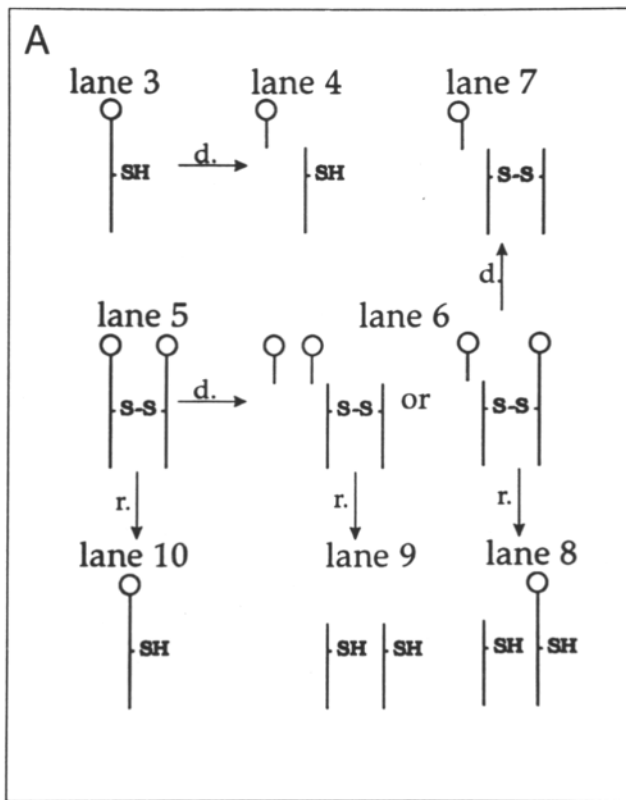 A
lane 3 lane 4 lane 7
SH d. SH S-S
d.
lane 5 lane 6
S-S d. S-S or S-S
r. r. r.
lane 10 lane 9 lane 8
SH SH SH SH SH